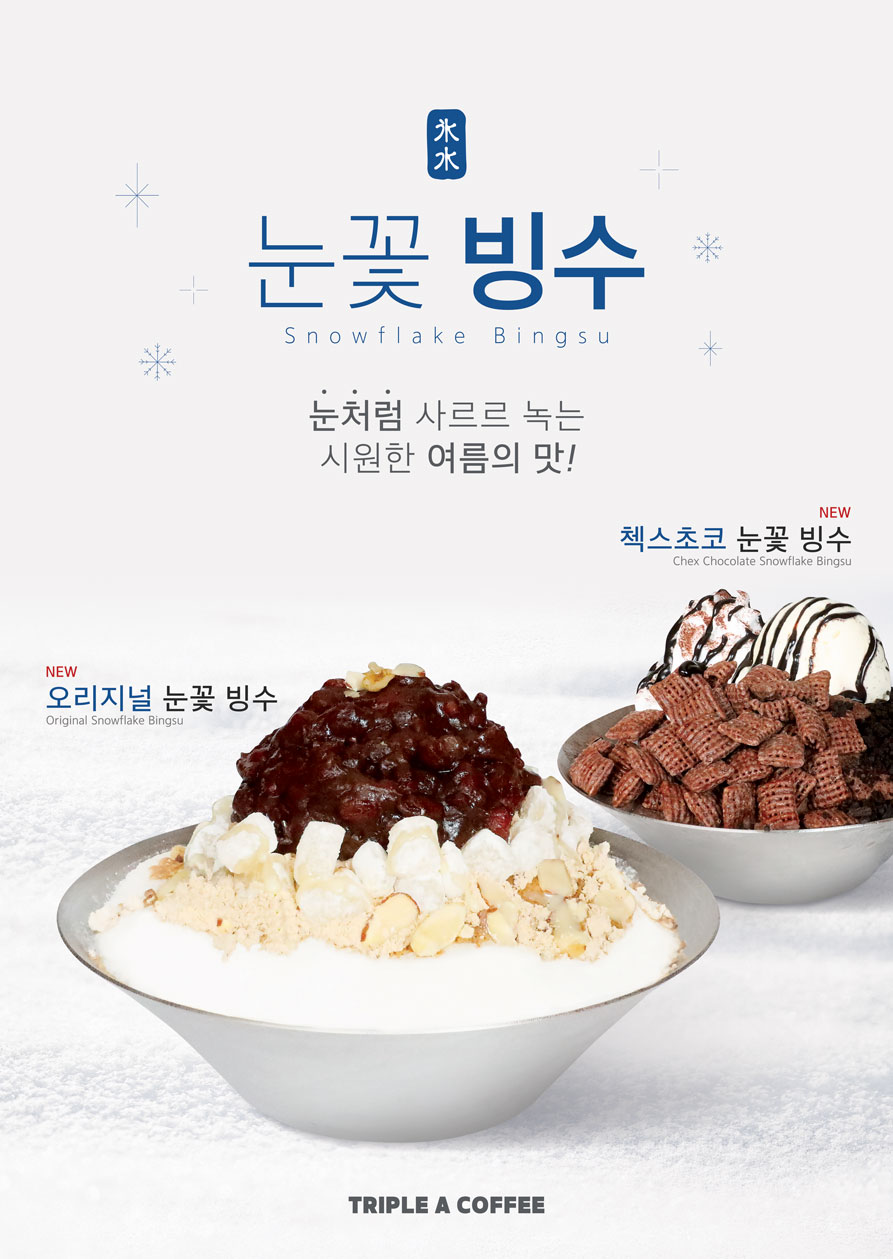 氷
水
눈꽃 빙수
Snowflake Bingsu
눈처럼 사르르 녹는
시원한 여름의 맛!
NEW
첵스초코 눈꽃 빙수
Chex Chocolate Snowflake Bingsu
NEW
오리지널 눈꽃 빙수
Original Snowflake Bingsu
TRIPLE A COFFEE